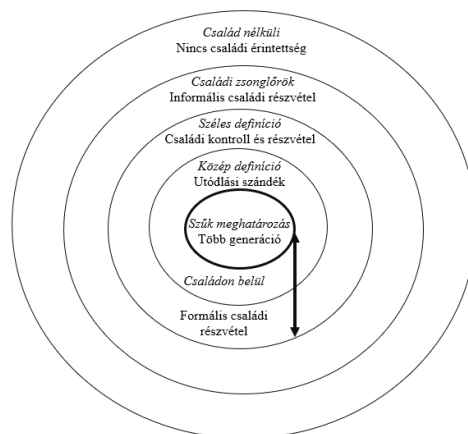 Család nélküli
Nincs családi érintettség
Családi zsonglőrök
Informális családi részvétel
Széles definíció
Családi kontroll és részvétel
Közép definíció
Utódlási szándék
Szűk meghatározás
Több generáció
Családon belül
Formális családi
részvétel